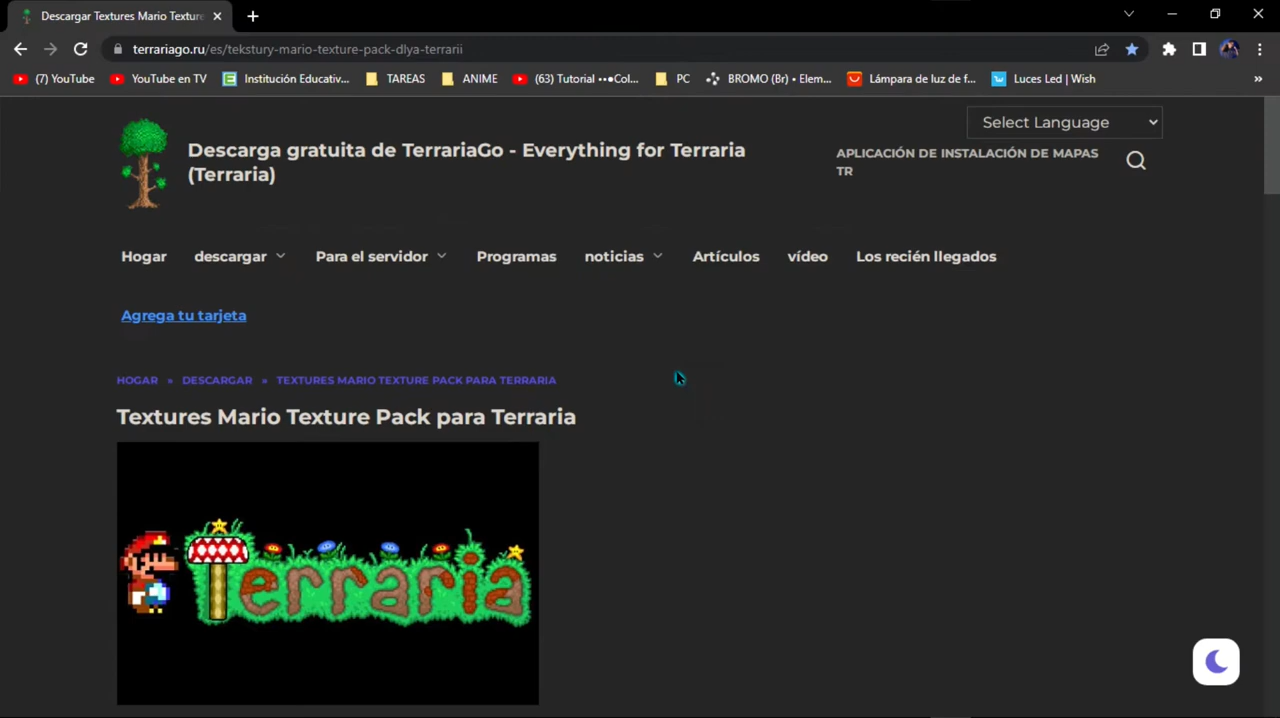 Descargar Textures Mario Texture
terrariago.ru/es/tekstury-mario-texture-pack-dlya-terrarii
(7) YouTube
YouTube en TV
Institución Educativ...
TAREAS
ANIME
(63) Tutorial ••●Col...
PC
BROMO (Br) • Elem...
Lámpara de luz de f...
Luces Led | Wish
»
Select Language
Descarga gratuita de TerrariaGo - Everything for Terraria
(Terraria)
APLICACIÓN DE INSTALACIÓN DE MAPAS
TR
Hogar
descargar
Para el servidor
Programas
noticias
Artículos
vídeo
Los recién llegados
Agrega tu tarjeta
HOGAR » DESCARGAR » TEXTURES MARIO TEXTURE PACK PARA TERRARIA
Textures Mario Texture Pack para Terraria
Terraria